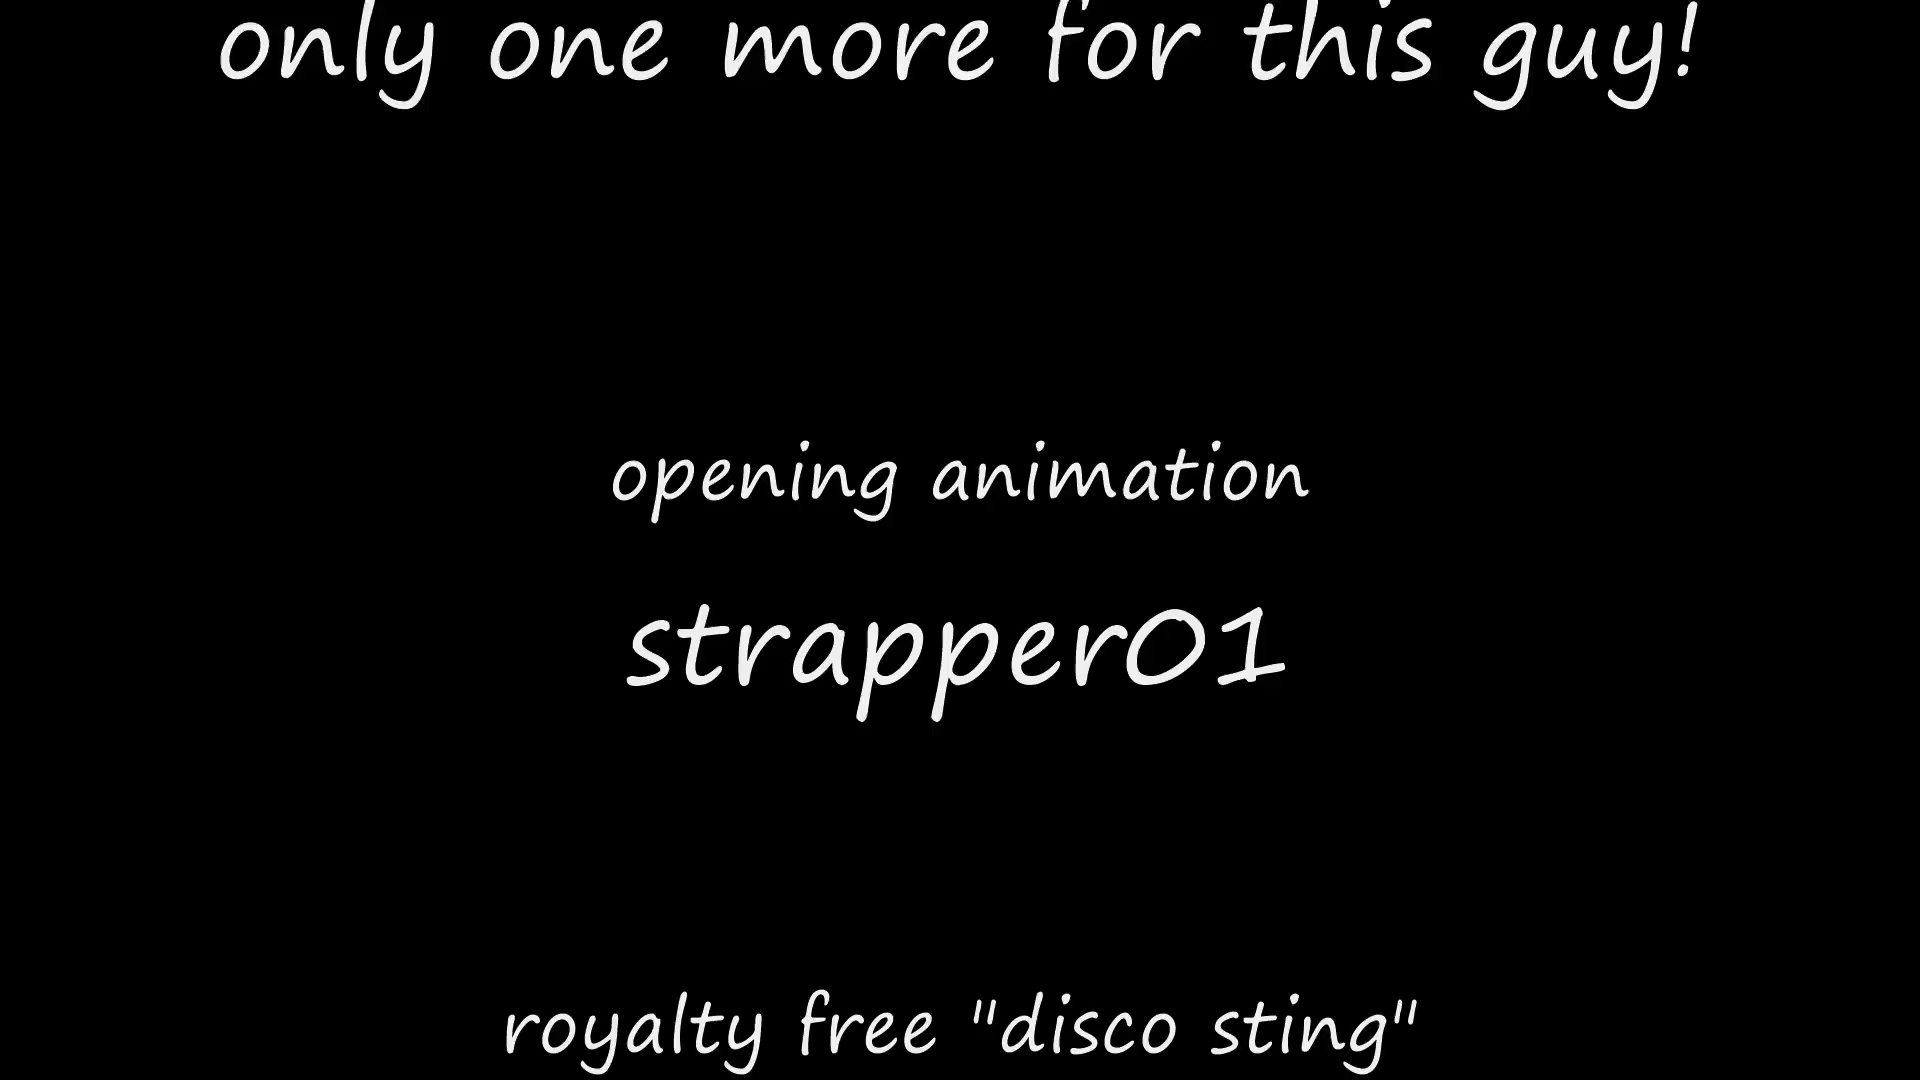 only one more for this guy!
opening animation
strapper01
royalty free "disco sting"